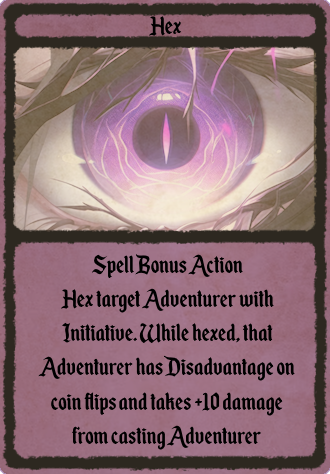 Hex
Spell Bonus Action
Hex target Adventurer with
Initiative. While hexed, that
Adventurer has Disadvantage on
coin flips and takes +10 damage
from casting Adventurer